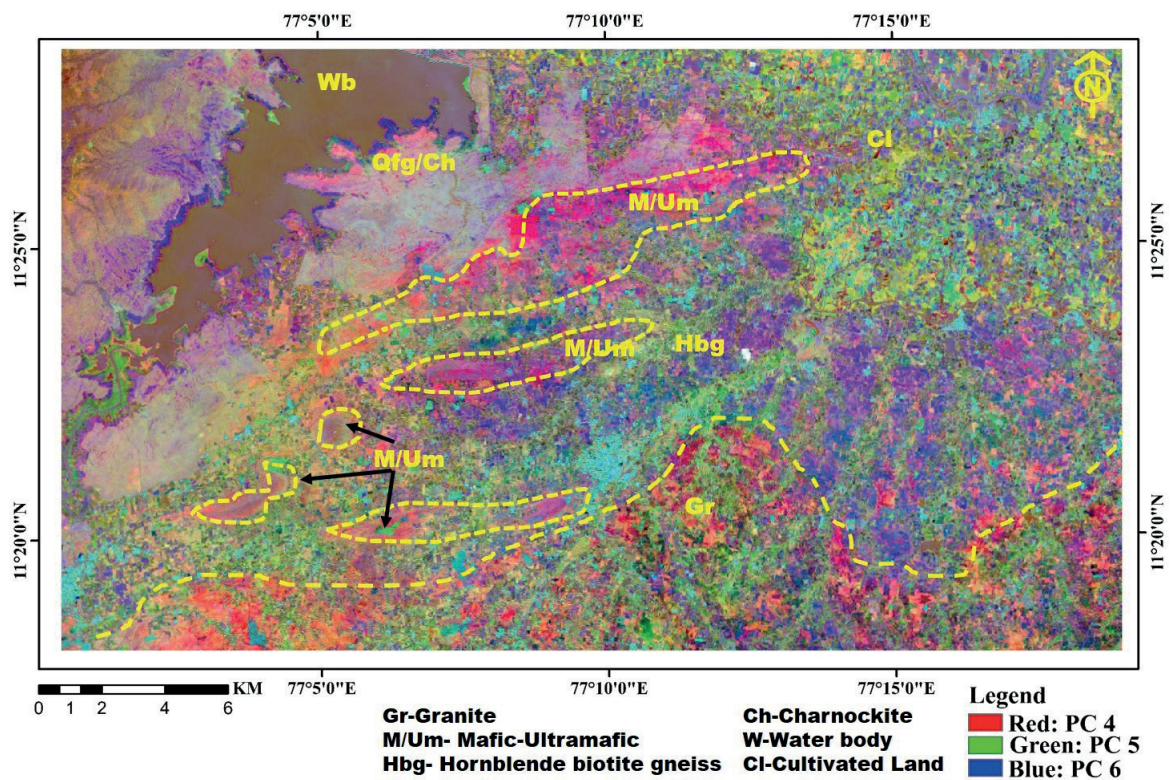 77°5'0"E 77°10'0"E 77°15'0"E
Wb
N
Cl
Qfg/Ch
M/Um
11°25'0"N 11°25'0"N
M/Um Hbg
M/Um
Gr
11°20'0"N 11°20'0"N
77°5'0"E 77°10'0"E 77°15'0"E
KM
0 1 2 4 6
Legend
Gr-Granite Ch-Charnockite Red: PC 4
M/Um- Mafic-Ultramafic W-Water body Green: PC 5
Hbg- Hornblende biotite gneiss Cl-Cultivated Land Blue: PC 6